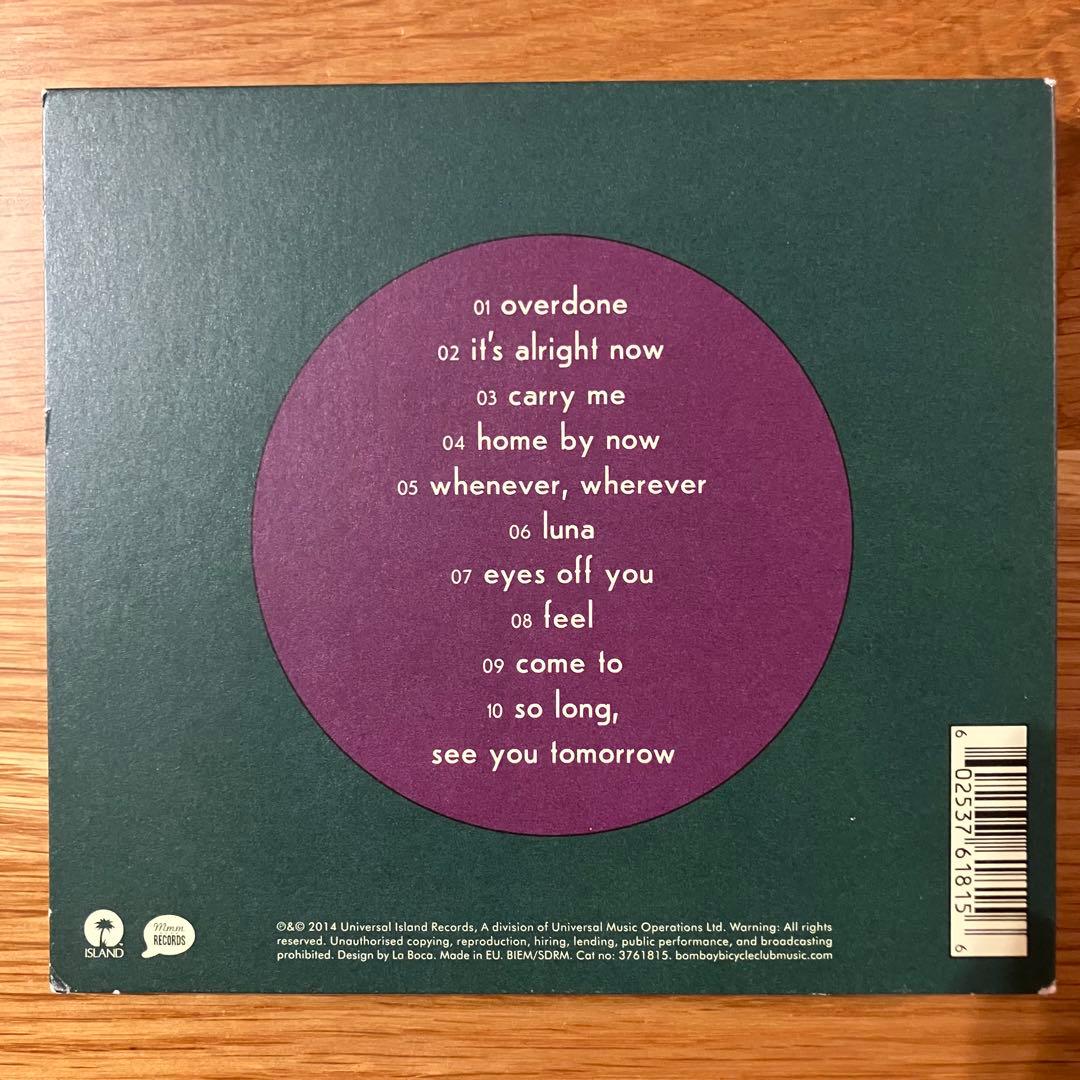 01 overdone
02 it's alright now
03 carry me
04 home by now
05 whenever, wherever
06 luna
07 eyes off you
08 feel
09 come to
10 so long,
see you tomorrow
6 02537 61815 6
ISLAND™
Mmm
RECORDS
℗&© 2014 Universal Island Records, A division of Universal Music Operations Ltd. Warning: All rights
reserved. Unauthorised copying, reproduction, hiring, lending, public performance, and broadcasting
prohibited. Design by La Boca. Made in EU. BIEM/SDRM. Cat no: 3761815. bombaybicycleclubmusic.com